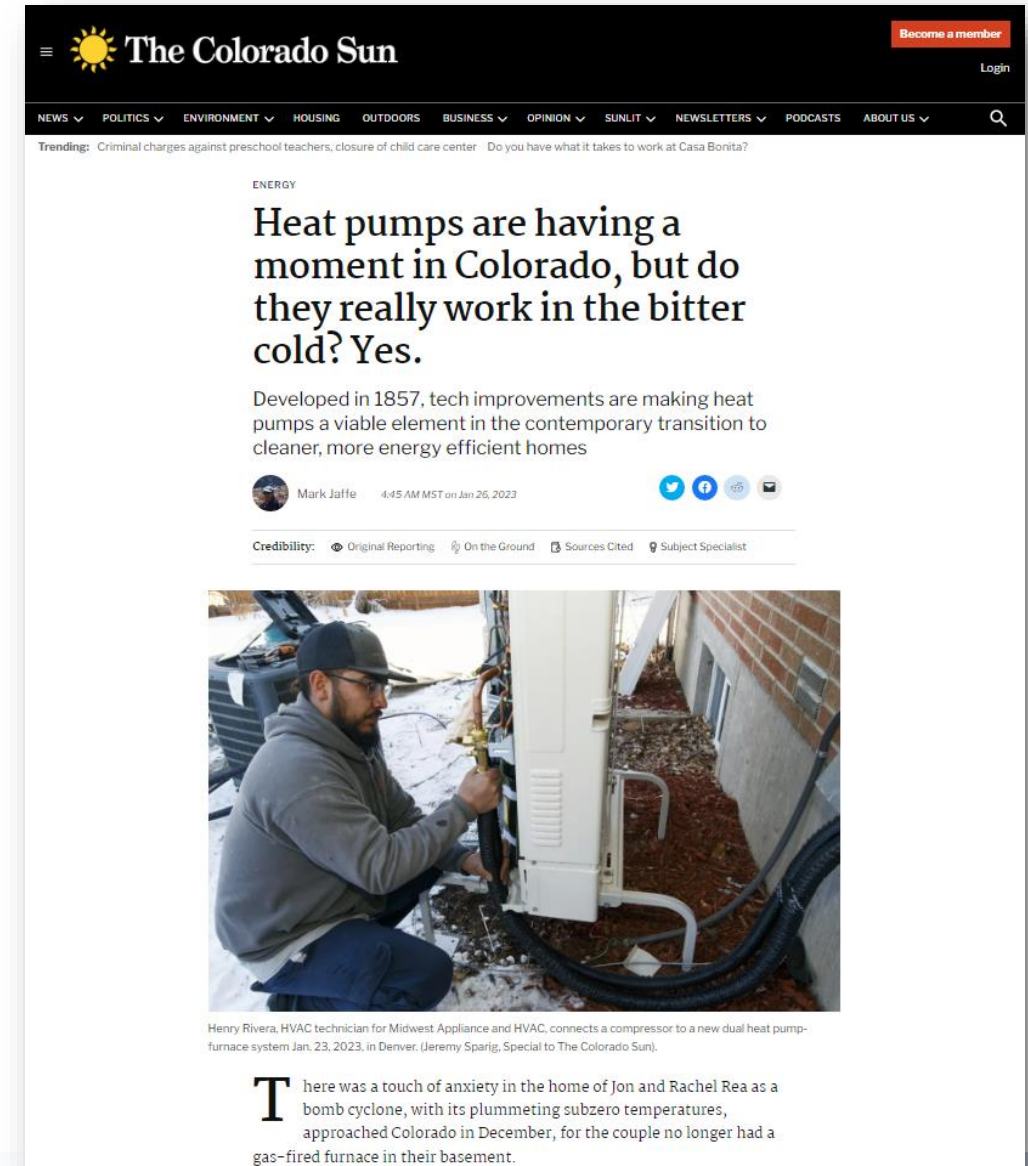 The Colorado Sun
Become a member
Login
NEWS POLITICS ENVIRONMENT HOUSING OUTDOORS BUSINESS OPINION SUNLIT NEWSLETTERS PODCASTS ABOUT US
Trending: Criminal charges against preschool teachers, closure of child care center Do you have what it takes to work at Casa Bonita?
ENERGY
Heat pumps are having a
moment in Colorado, but do
they really work in the bitter
cold? Yes.
Developed in 1857, tech improvements are making heat
pumps a viable element in the contemporary transition to
cleaner, more energy efficient homes
Mark Jaffe 4:45 AM MST on Jan 26, 2023
Credibility: Original Reporting On the Ground Sources Cited Subject Specialist
Henry Rivera, HVAC technician for Midwest Appliance and HVAC, connects a compressor to a new dual heat pump-
furnace system Jan. 23, 2023, in Denver. (Jeremy Sparig, Special to The Colorado Sun).
There was a touch of anxiety in the home of Jon and Rachel Rea as a
bomb cyclone, with its plummeting subzero temperatures,
approached Colorado in December, for the couple no longer had a
gas-fired furnace in their basement.